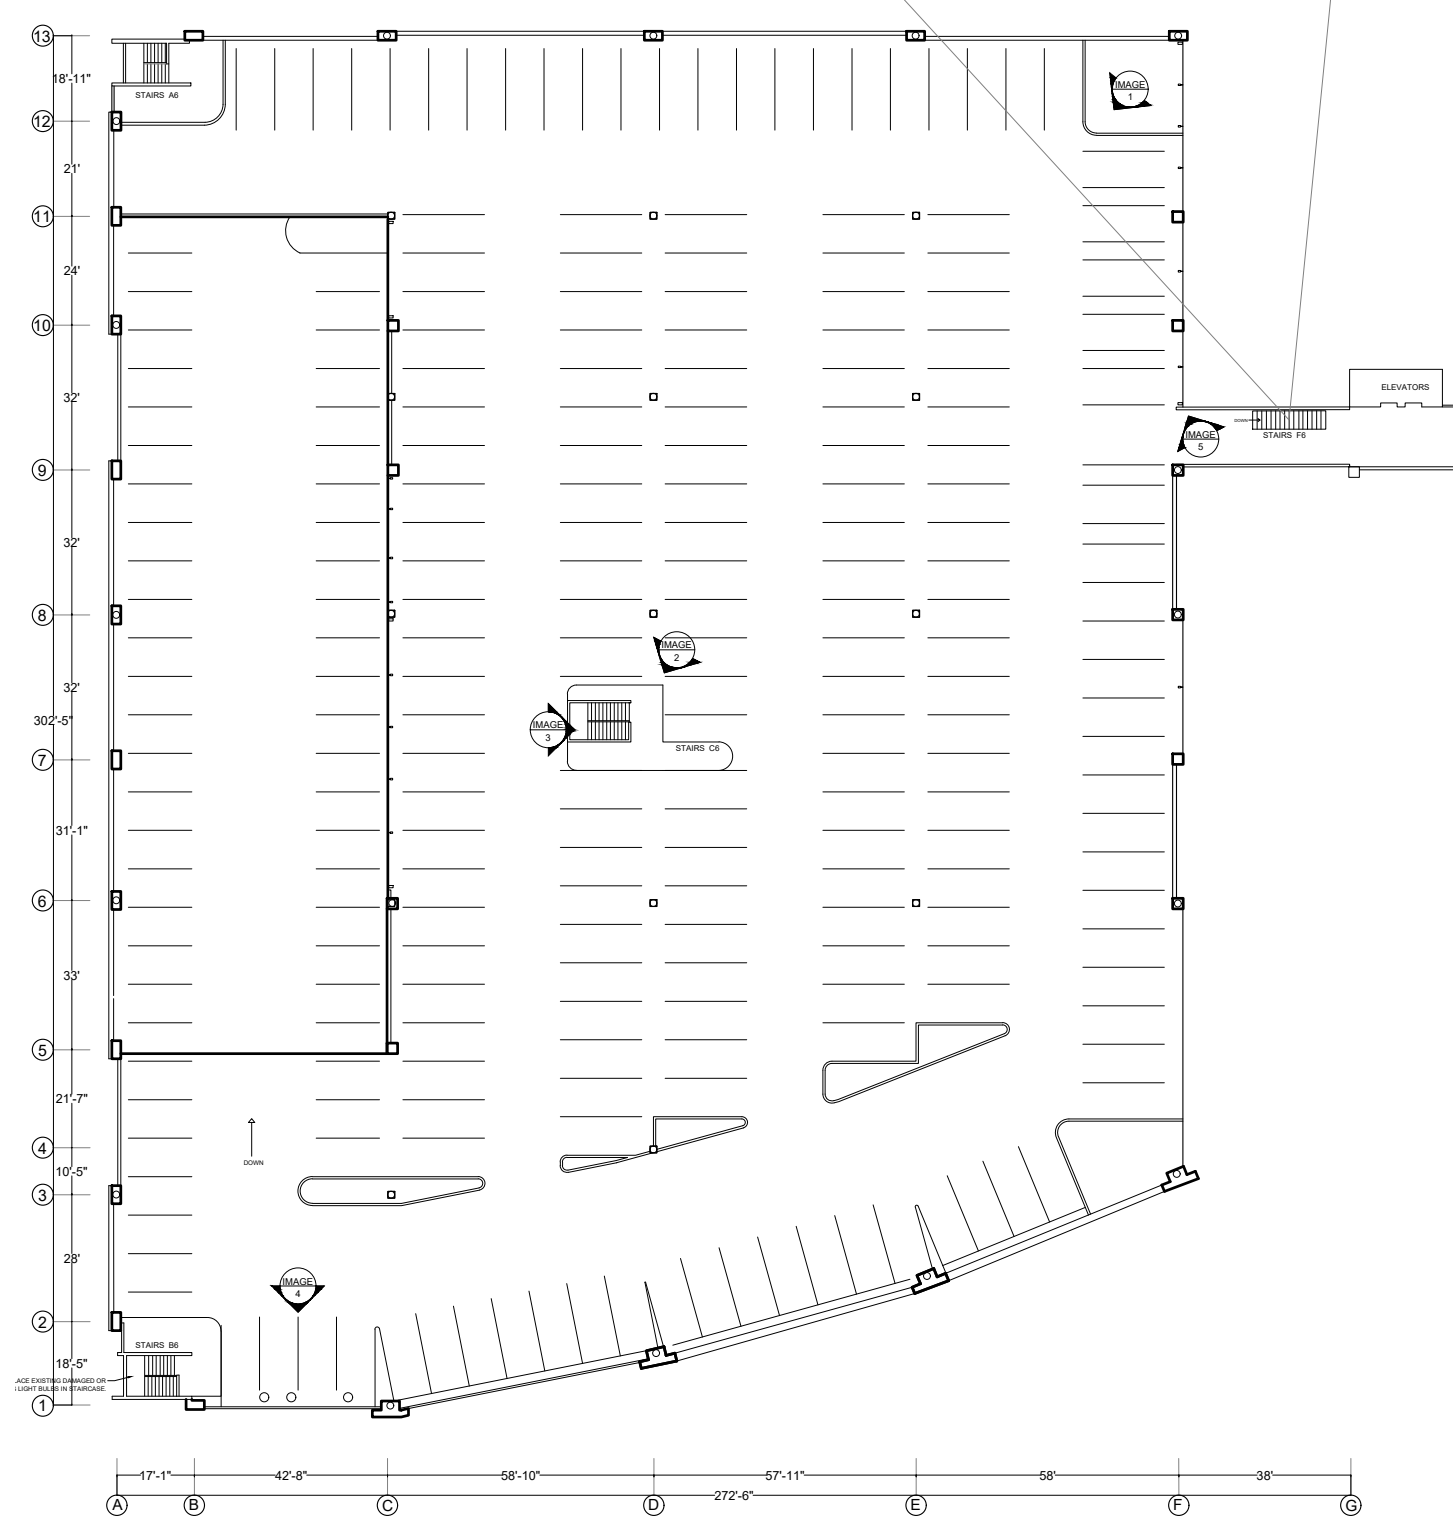 13
18'-11"
STAIRS A6
IMAGE
1
12
21'
11
24'
10
32'
ELEVATORS
DOWN
STAIRS F6
IMAGE
5
9
32'
8
IMAGE
2
32'
302'-5"
IMAGE
3
STAIRS C6
7
31'-1"
6
33'
5
21'-7"
4
DOWN
10'-5"
3
28'
IMAGE
4
2
STAIRS B6
18'-5"
EXISTING DAMAGED OR
LIGHT BULBS IN STAIRCASE.
1
17'-1" 42'-8" 58'-10" 57'-11" 58' 38'
272'-6"
A B C D E F G